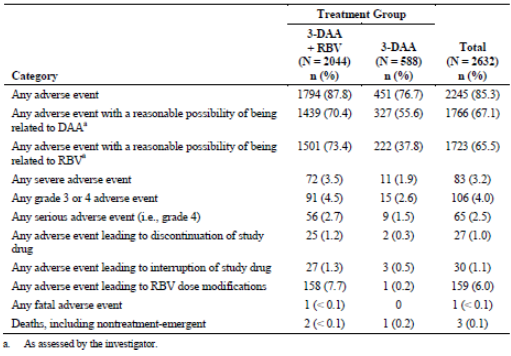 Treatment Group
3-DAA
+ RBV 3-DAA Total
(N = 2044) (N = 588) (N = 2632)
Category n (%) n (%) n (%)
Any adverse event 1794 (87.8) 451 (76.7) 2245 (85.3)
Any adverse event with a reasonable possibility of being 1439 (70.4) 327 (55.6) 1766 (67.1)
related to DAAa
Any adverse event with a reasonable possibility of being 1501 (73.4) 222 (37.8) 1723 (65.5)
related to RBVa
Any severe adverse event 72 (3.5) 11 (1.9) 83 (3.2)
Any grade 3 or 4 adverse event 91 (4.5) 15 (2.6) 106 (4.0)
Any serious adverse event (i.e., grade 4) 56 (2.7) 9 (1.5) 65 (2.5)
Any adverse event leading to discontinuation of study 25 (1.2) 2 (0.3) 27 (1.0)
drug
Any adverse event leading to interruption of study drug 27 (1.3) 3 (0.5) 30 (1.1)
Any adverse event leading to RBV dose modifications 158 (7.7) 1 (0.2) 159 (6.0)
Any fatal adverse event 1 (< 0.1) 0 1 (< 0.1)
Deaths, including nontreatment-emergent 2 (< 0.1) 1 (0.2) 3 (0.1)
a. As assessed by the investigator.